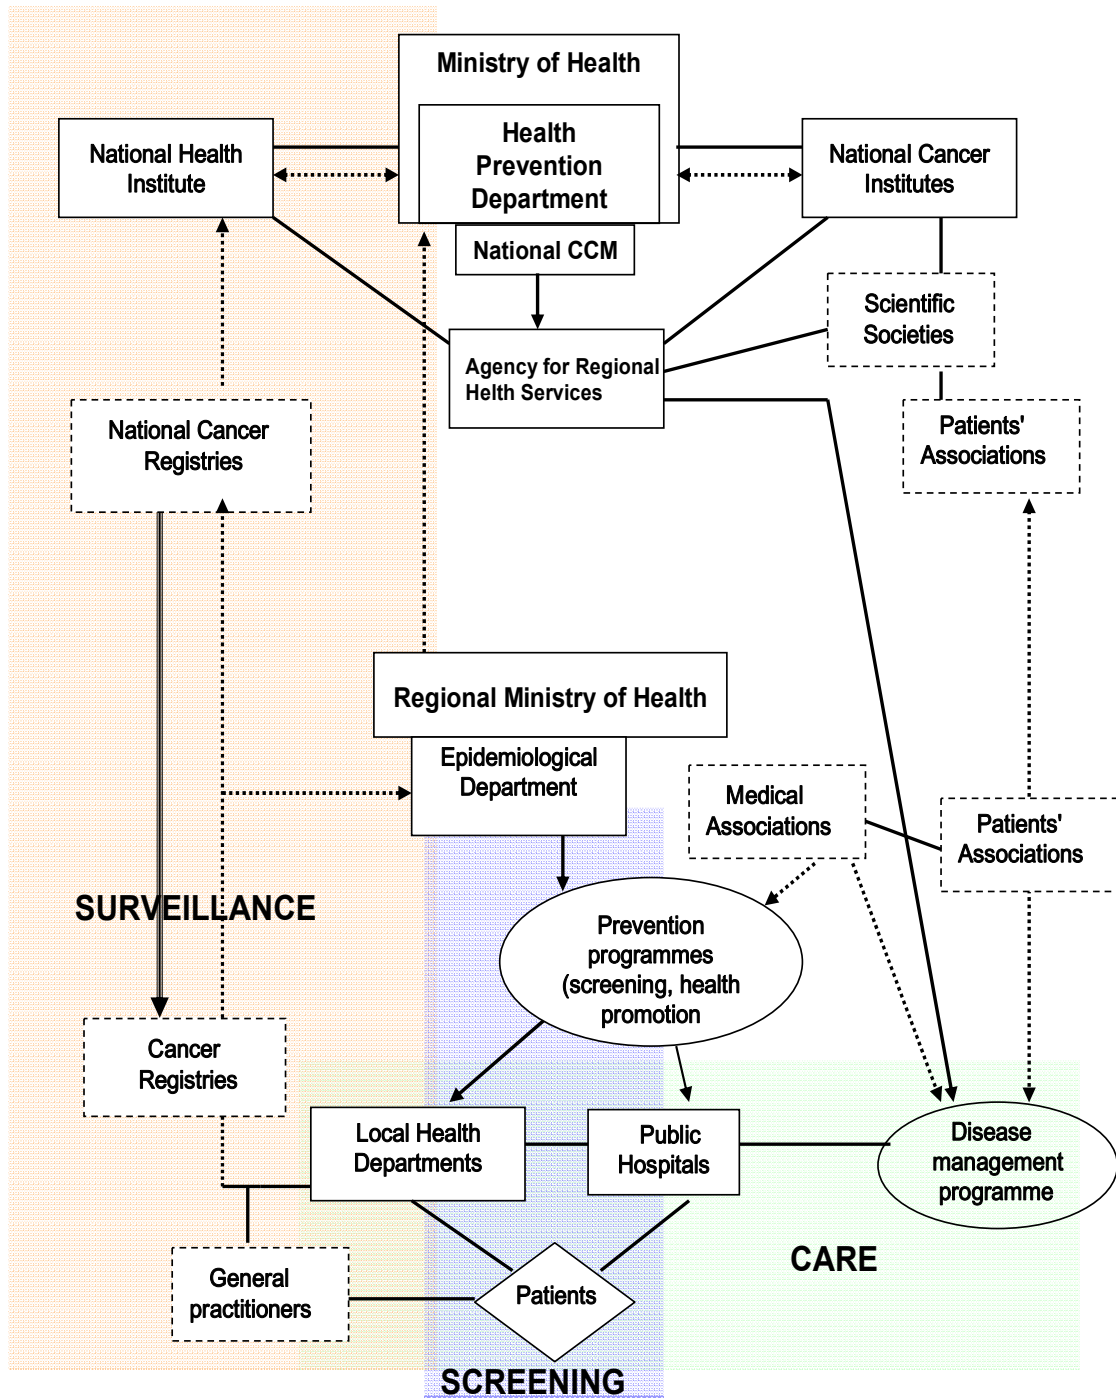 Ministry of Health
Health
Prevention
Department
National CCM
National Health
Institute
National Cancer
Institutes
Scientific
Societies
Agency for Regional
Helth Services
National Cancer
Registries
Patients'
Associations
Regional Ministry of Health
Epidemiological
Department
Medical
Associations
Patients'
Associations
SURVEILLANCE
Prevention
programmes
(screening, health
promotion
Cancer
Registries
Local Health
Departments
Public
Hospitals
Disease
management
programme
CARE
General
practitioners
Patients
SCREENING